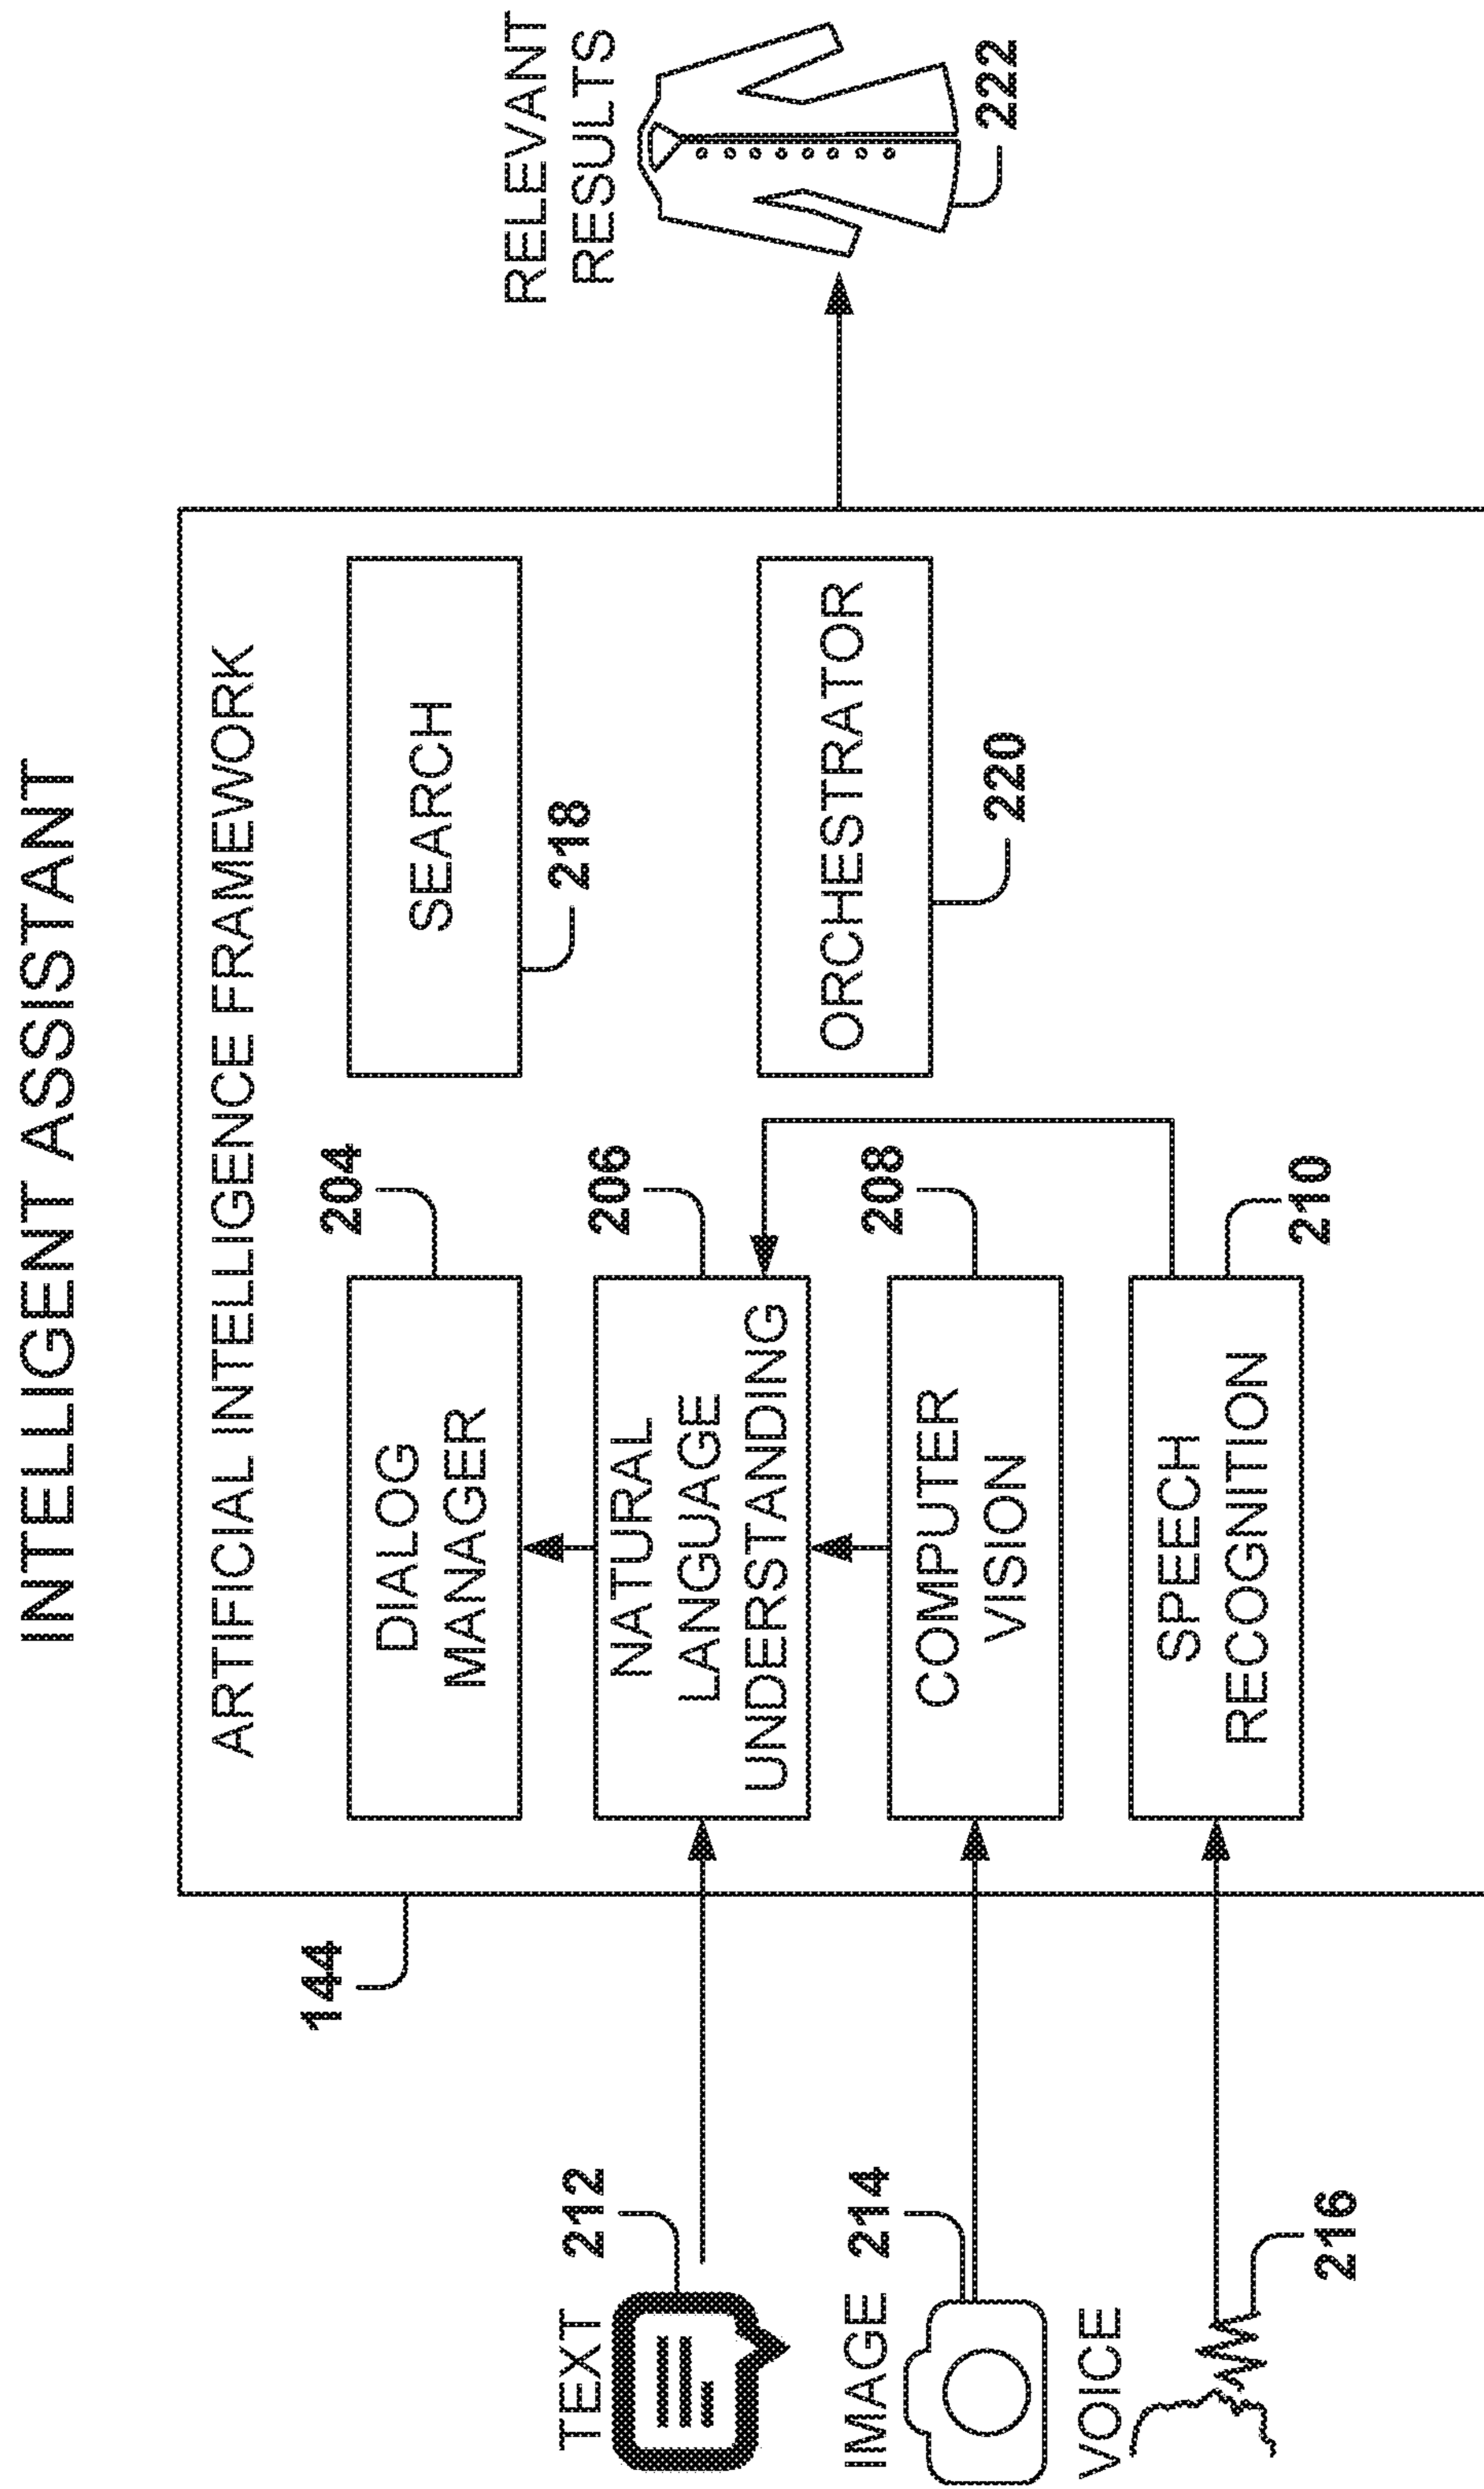 INTELLIGENT ASSISTANT
144
ARTIFICIAL INTELLIGENCE FRAMEWORK
TEXT
212
IMAGE
214
VOICE
216
DIALOG
MANAGER
204
NATURAL
LANGUAGE
UNDERSTANDING
206
COMPUTER
VISION
208
SPEECH
RECOGNITION
210
SEARCH
218
ORCHESTRATOR
220
RELEVANT
RESULTS
222